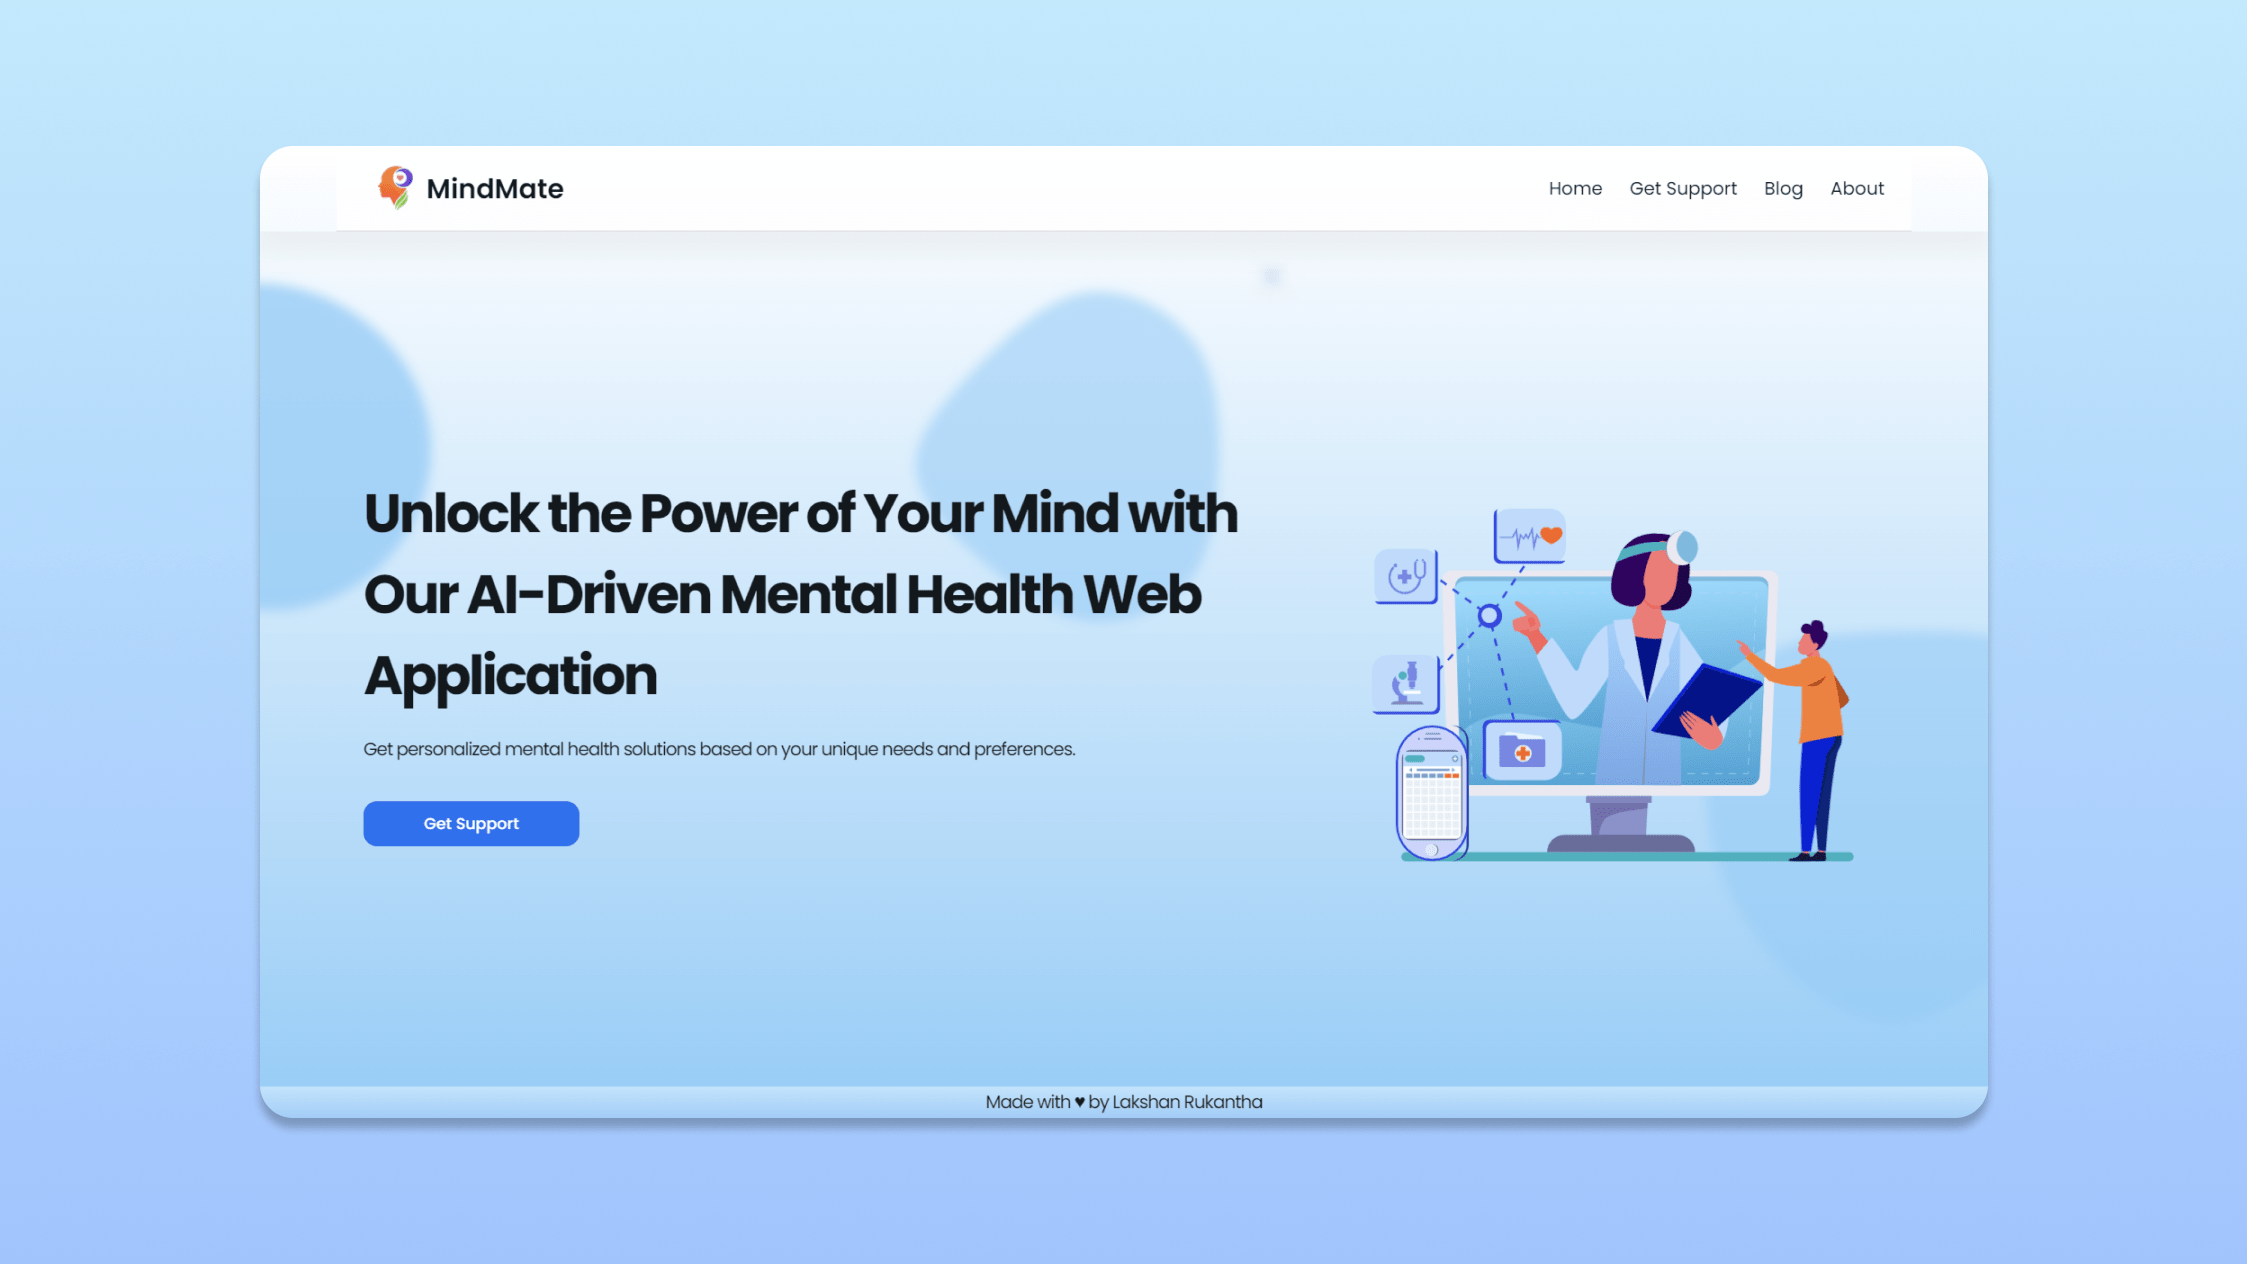 MindMate
Home Get Support Blog About
Unlock the Power of Your Mind with
Our AI-Driven Mental Health Web
Application
Get personalized mental health solutions based on your unique needs and preferences.
Get Support
Made with ♥ by Lakshan Rukantha